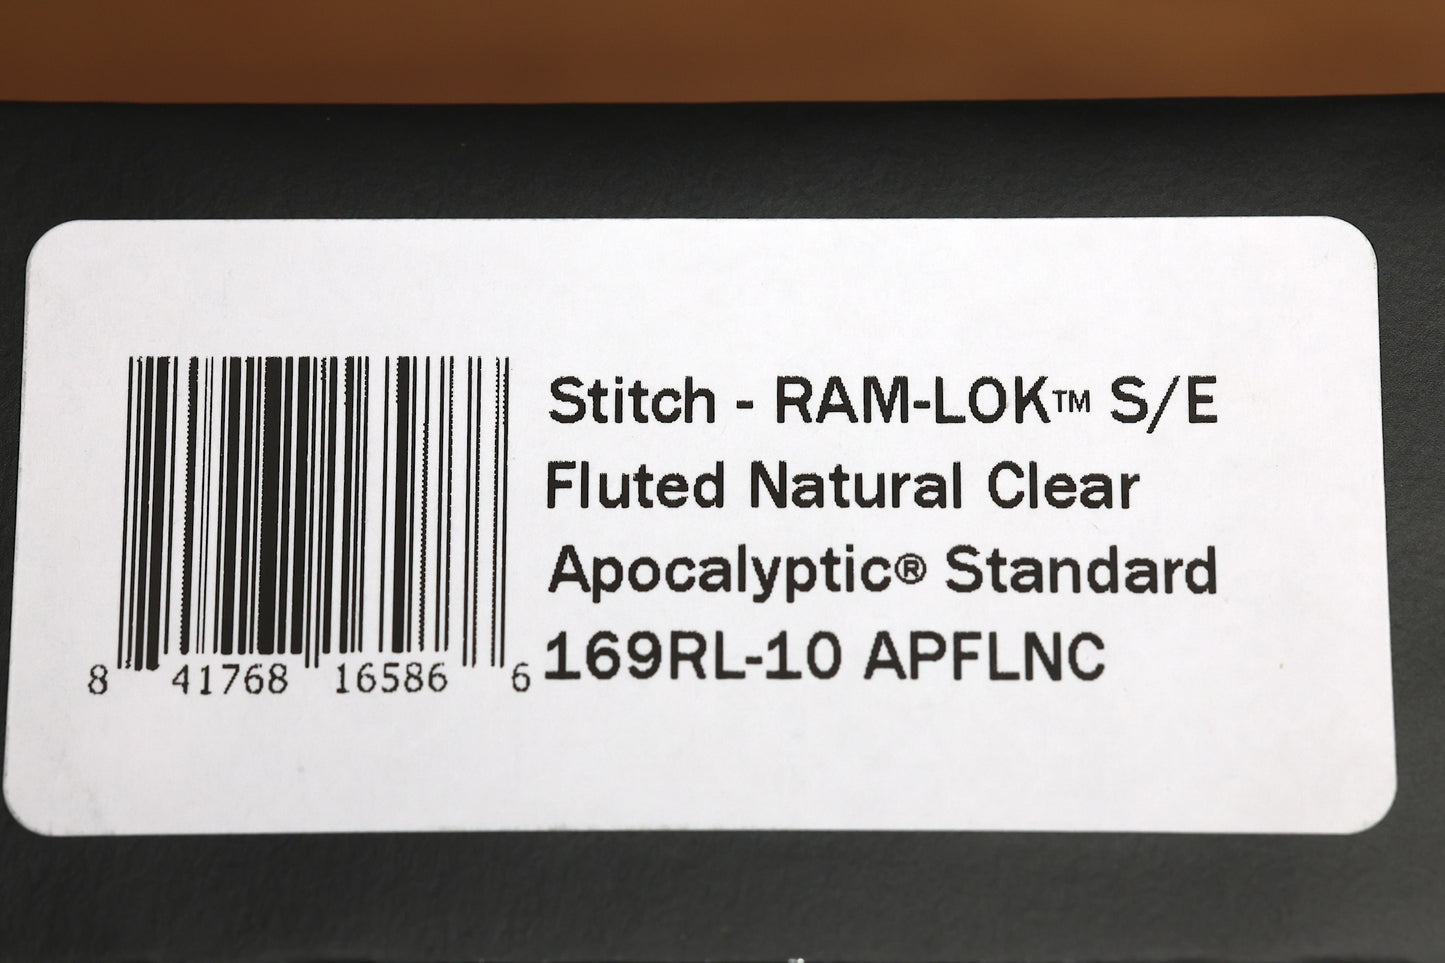 Stitch - RAM-LOK™ S/E
Fluted Natural Clear
Apocalyptic® Standard
169RL-10 APFLNC
8 41768 16586 6